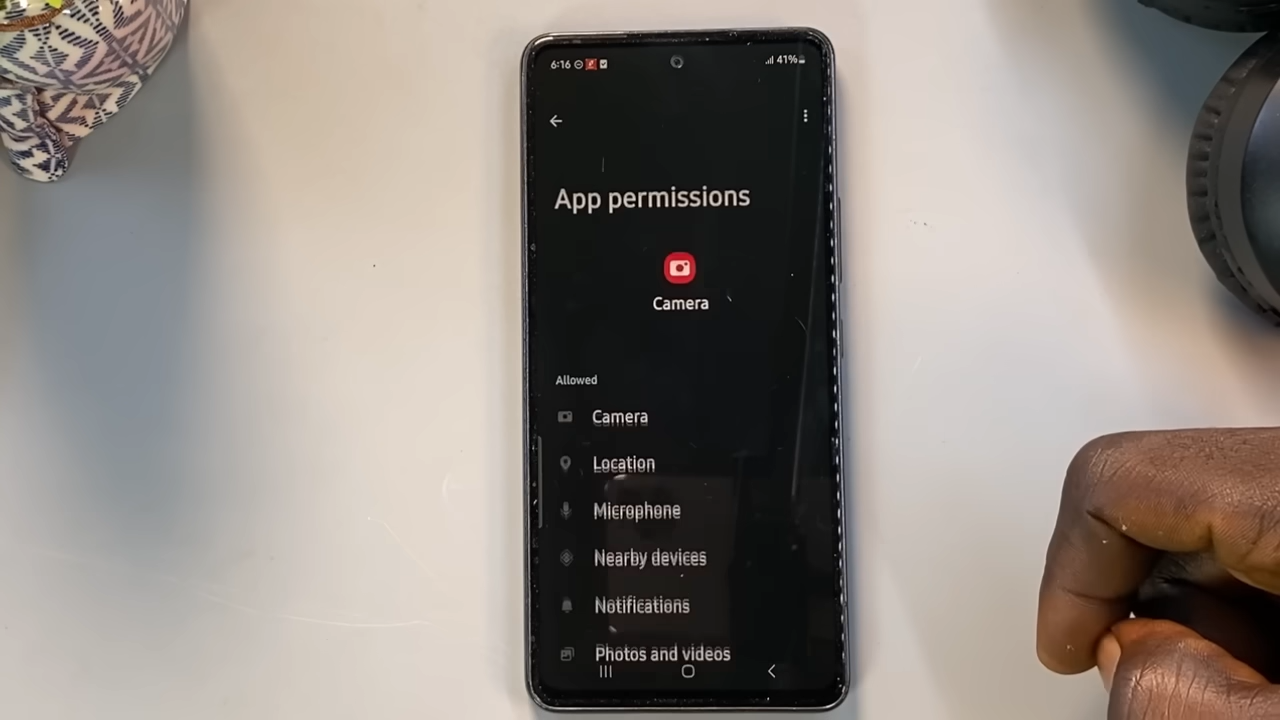 6:16
41%
App permissions
Camera
Allowed
Camera
Location
Microphone
Nearby devices
Notifications
Photos and videos